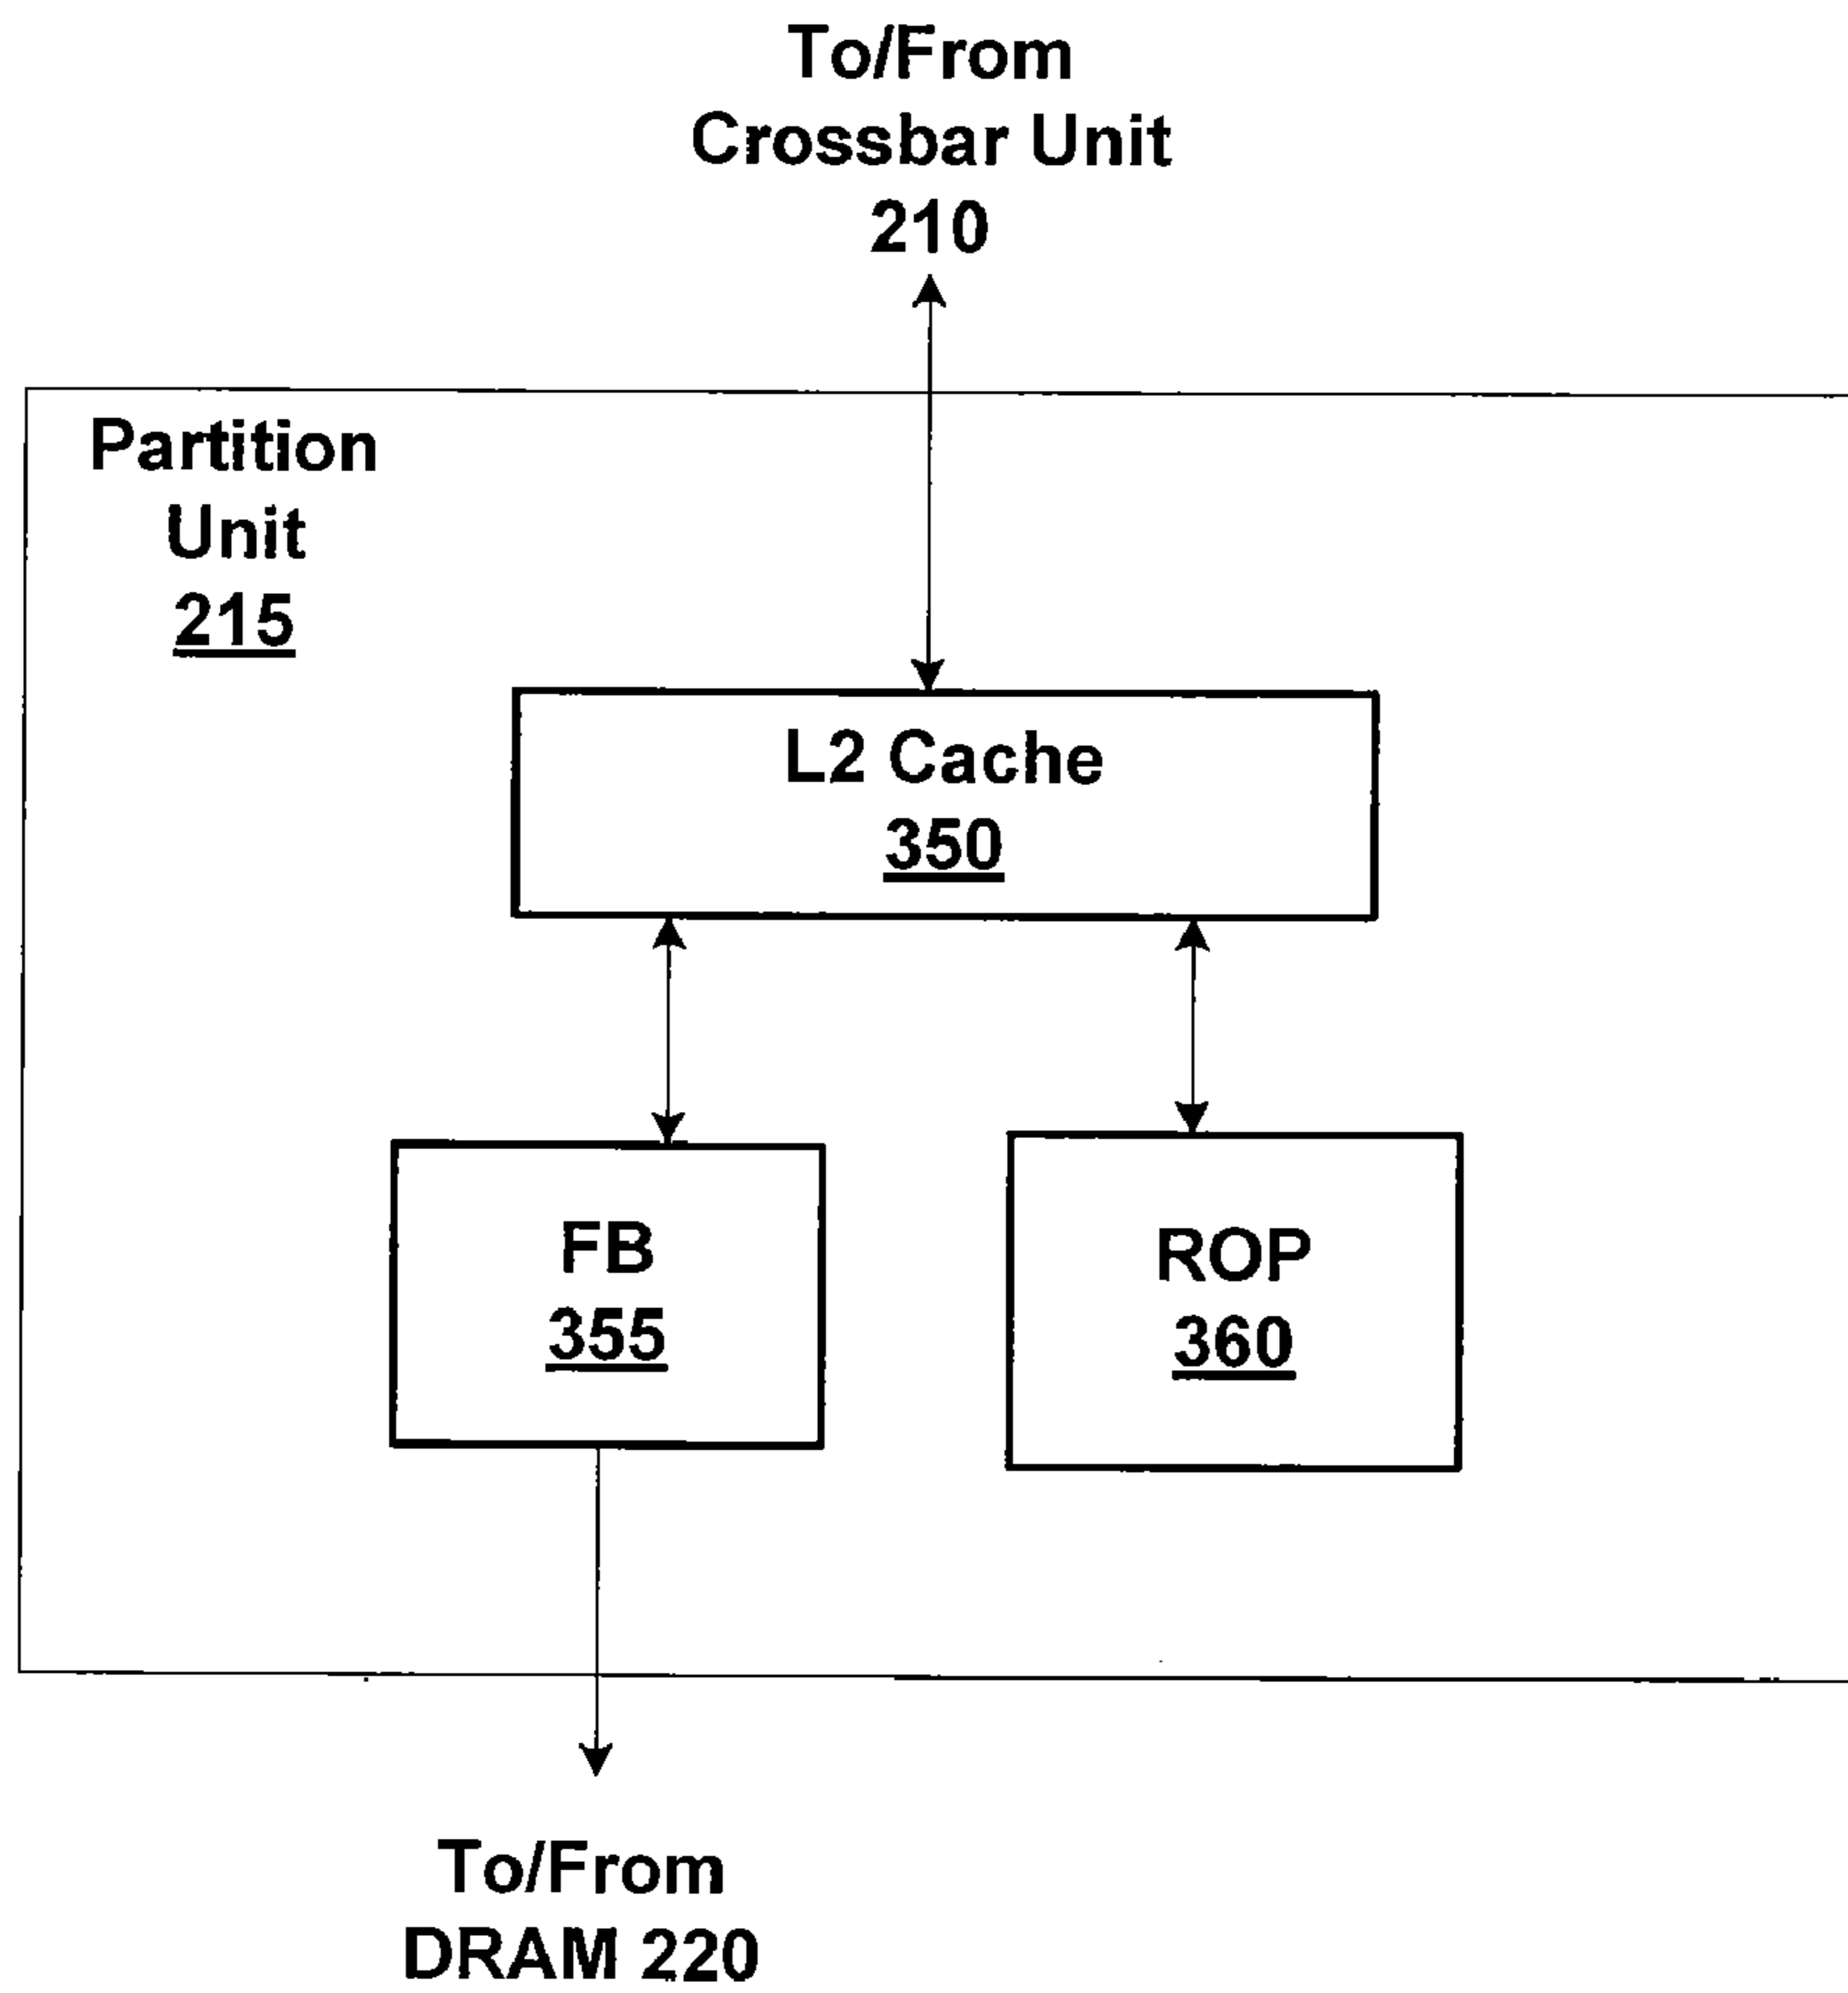 To/From
Crossbar Unit
210
Partition
Unit
215
L2 Cache
350
FB
355
ROP
360
To/From
DRAM 220